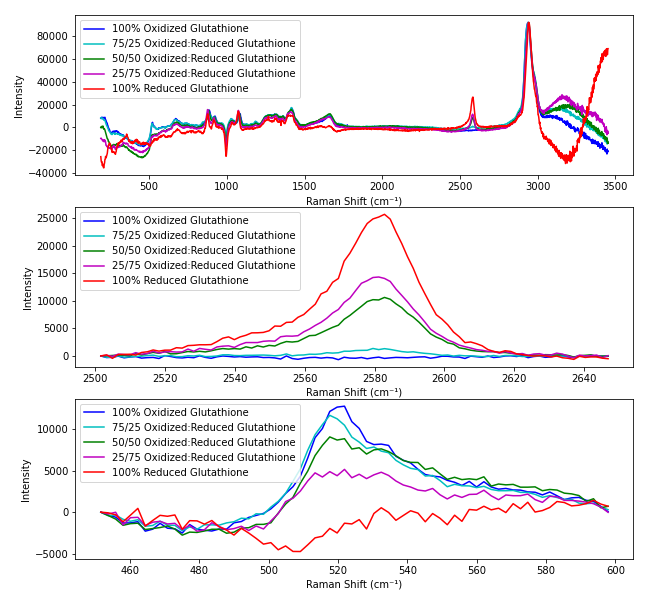 80000
60000
40000
20000
0
−20000
−40000
Intensity
100% Oxidized Glutathione
75/25 Oxidized:Reduced Glutathione
50/50 Oxidized:Reduced Glutathione
25/75 Oxidized:Reduced Glutathione
100% Reduced Glutathione
500 1000 1500 2000 2500 3000 3500
Raman Shift (cm⁻¹)
25000
20000
15000
10000
5000
0
Intensity
100% Oxidized Glutathione
75/25 Oxidized:Reduced Glutathione
50/50 Oxidized:Reduced Glutathione
25/75 Oxidized:Reduced Glutathione
100% Reduced Glutathione
2500 2520 2540 2560 2580 2600 2620 2640
Raman Shift (cm⁻¹)
10000
5000
0
−5000
Intensity
100% Oxidized Glutathione
75/25 Oxidized:Reduced Glutathione
50/50 Oxidized:Reduced Glutathione
25/75 Oxidized:Reduced Glutathione
100% Reduced Glutathione
460 480 500 520 540 560 580 600
Raman Shift (cm⁻¹)